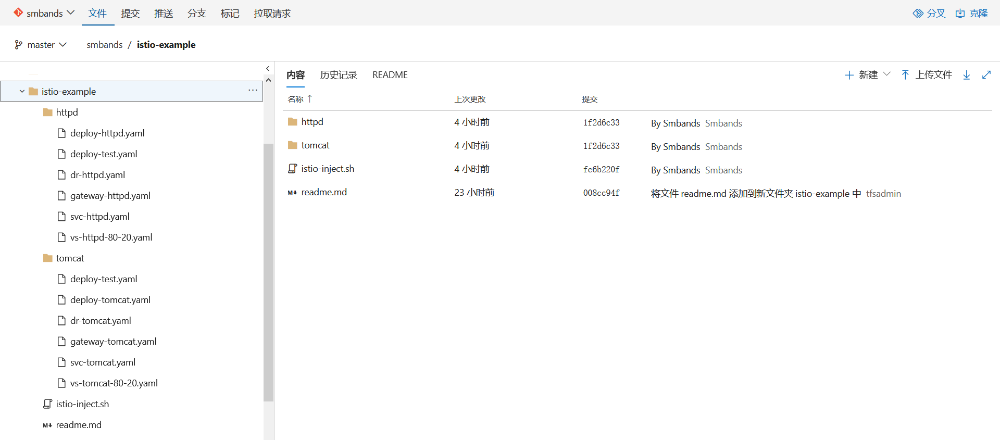 smbands 文件 提交 推送 分支 标记 拉取请求 分叉 克隆
master smbands / istio-example
istio-example ...
httpd
deploy-httpd.yaml
deploy-test.yaml
dr-httpd.yaml
gateway-httpd.yaml
svc-httpd.yaml
vs-httpd-80-20.yaml
tomcat
deploy-test.yaml
deploy-tomcat.yaml
dr-tomcat.yaml
gateway-tomcat.yaml
svc-tomcat.yaml
vs-tomcat-80-20.yaml
istio-inject.sh
M↓ readme.md
内容 历史记录 README 新建 上传文件
名称 ↑ 上次更改 提交
httpd 4 小时前 1f2d6c33 By Smbands Smbands
tomcat 4 小时前 1f2d6c33 By Smbands Smbands
istio-inject.sh 4 小时前 fc6b220f By Smbands Smbands
M↓ readme.md 23 小时前 008cc94f 将文件 readme.md 添加到新文件夹 istio-example 中 tfsadmin